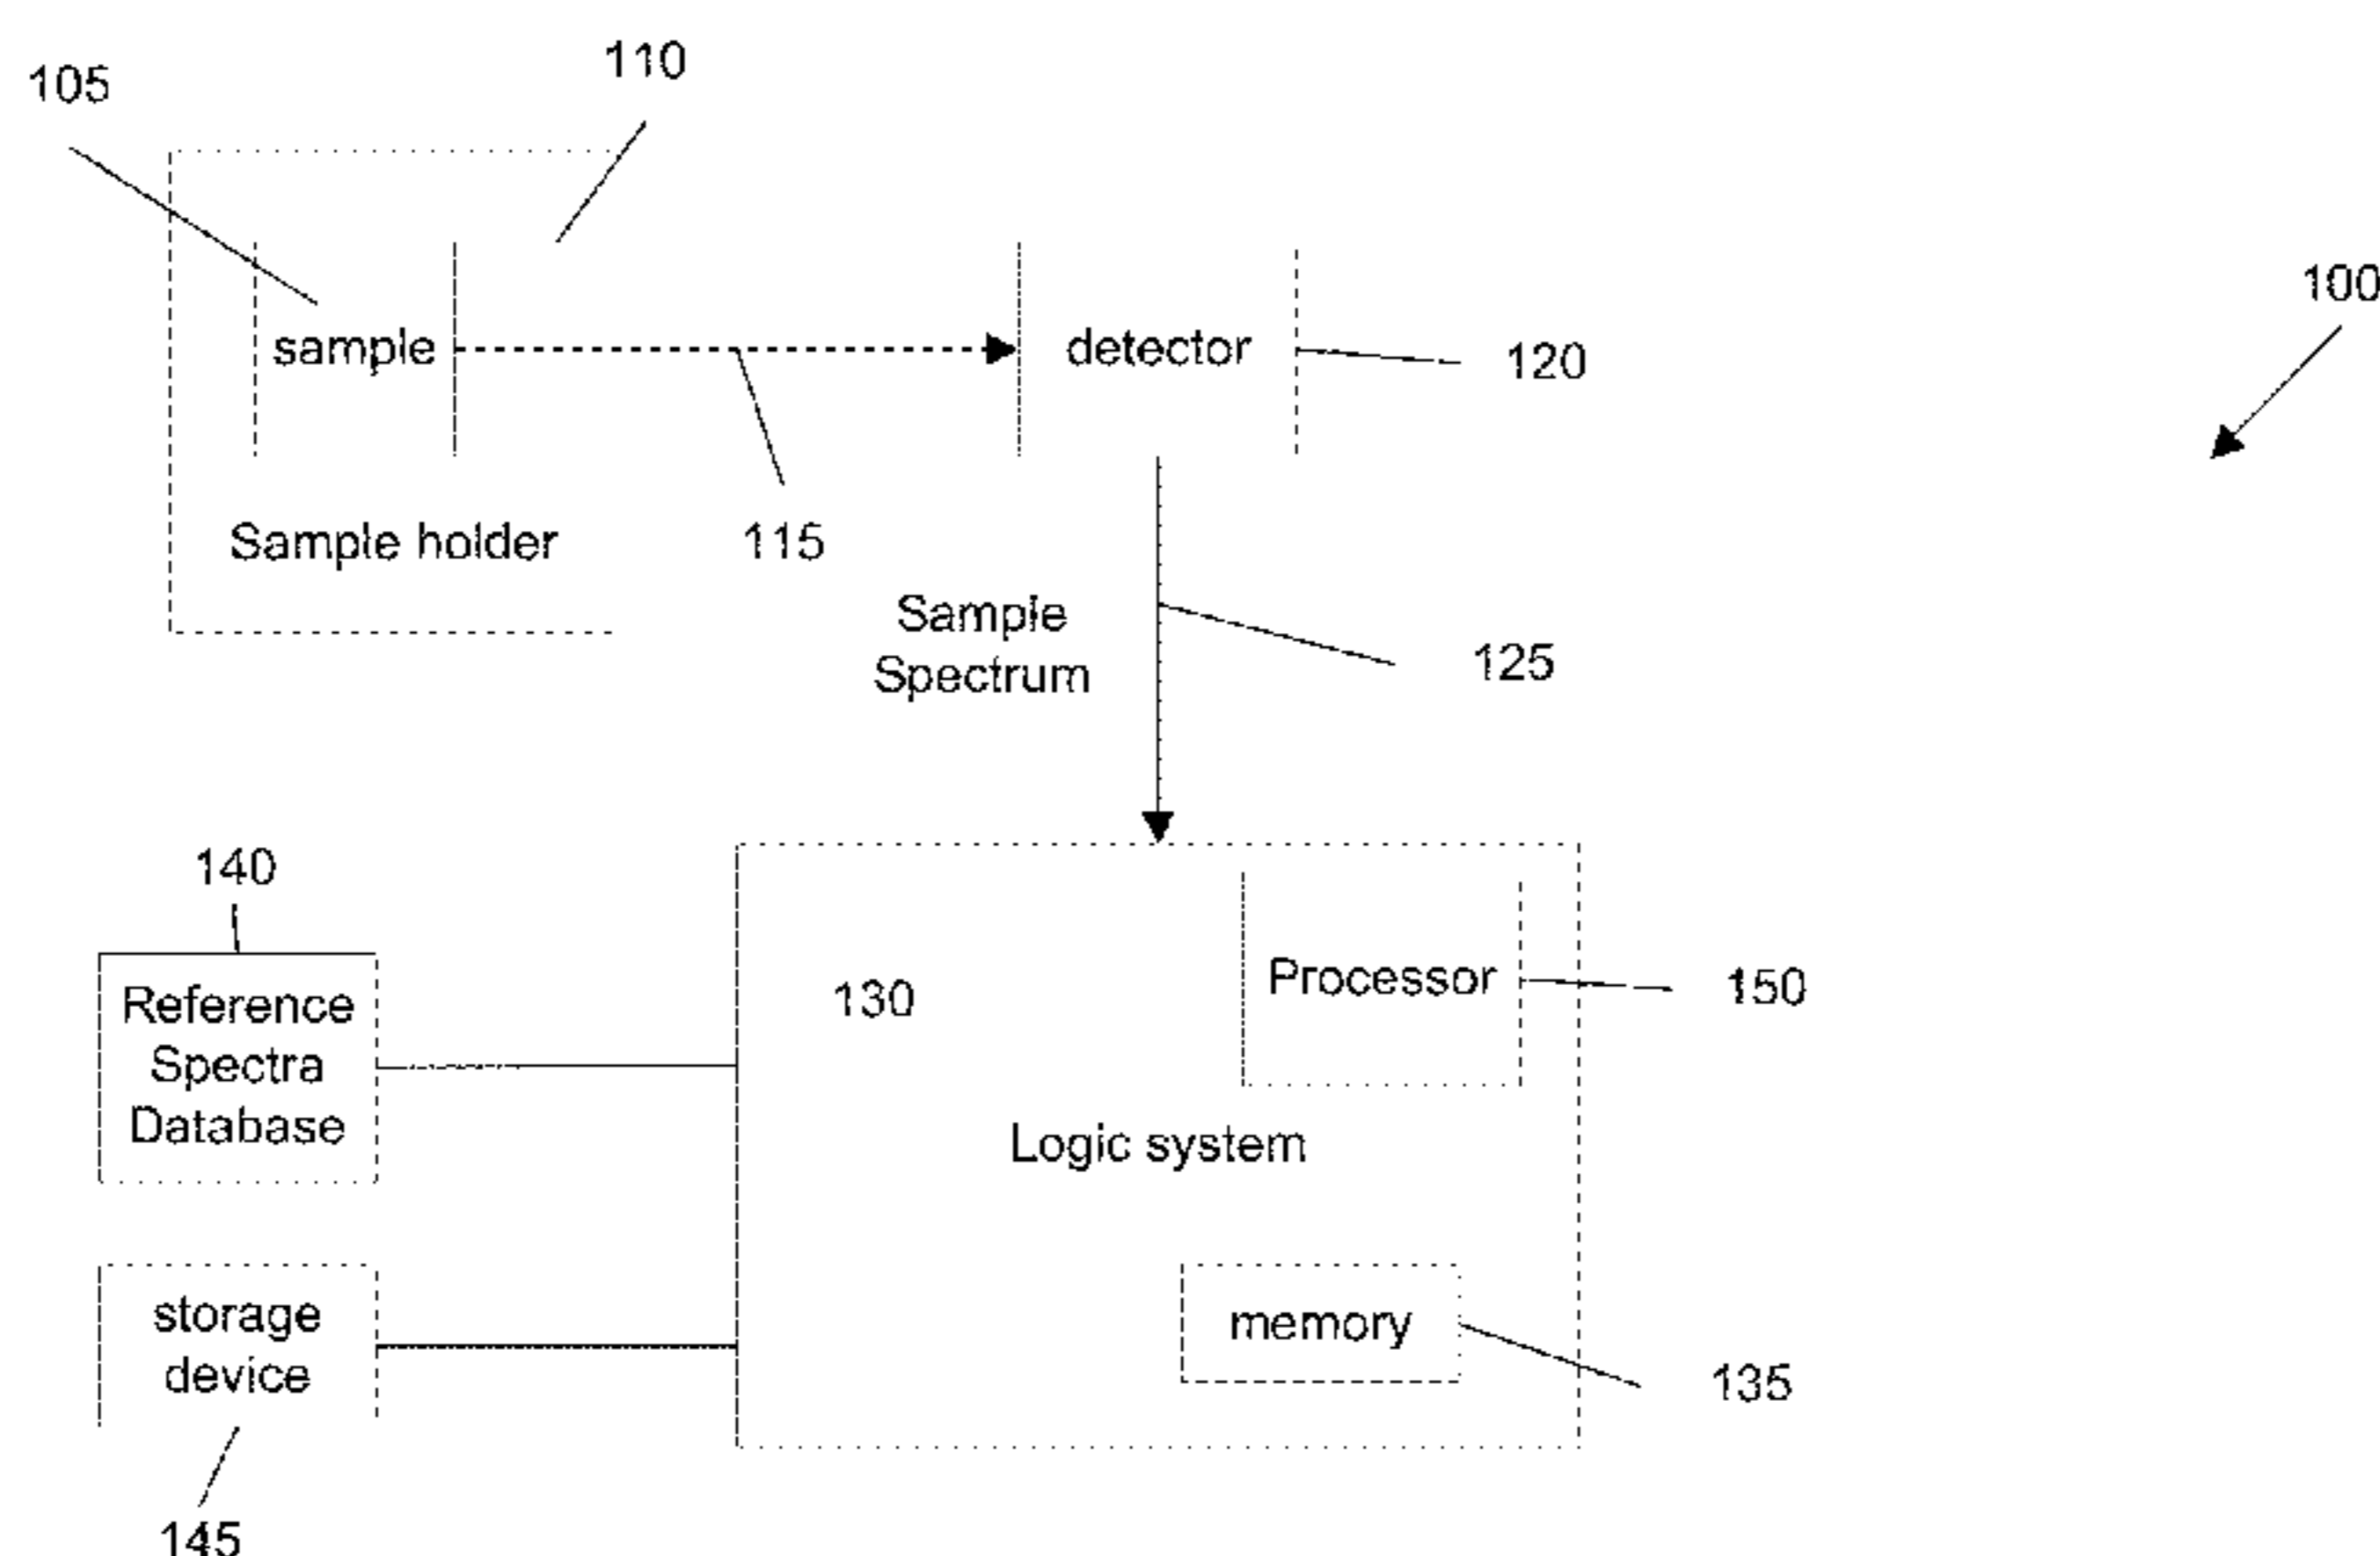 110
105
100
sample
detector
120
Sample holder
115
Sample
Spectrum
125
140
Reference
Spectra
Database
130
Processor
150
Logic system
storage
device
memory
135
145